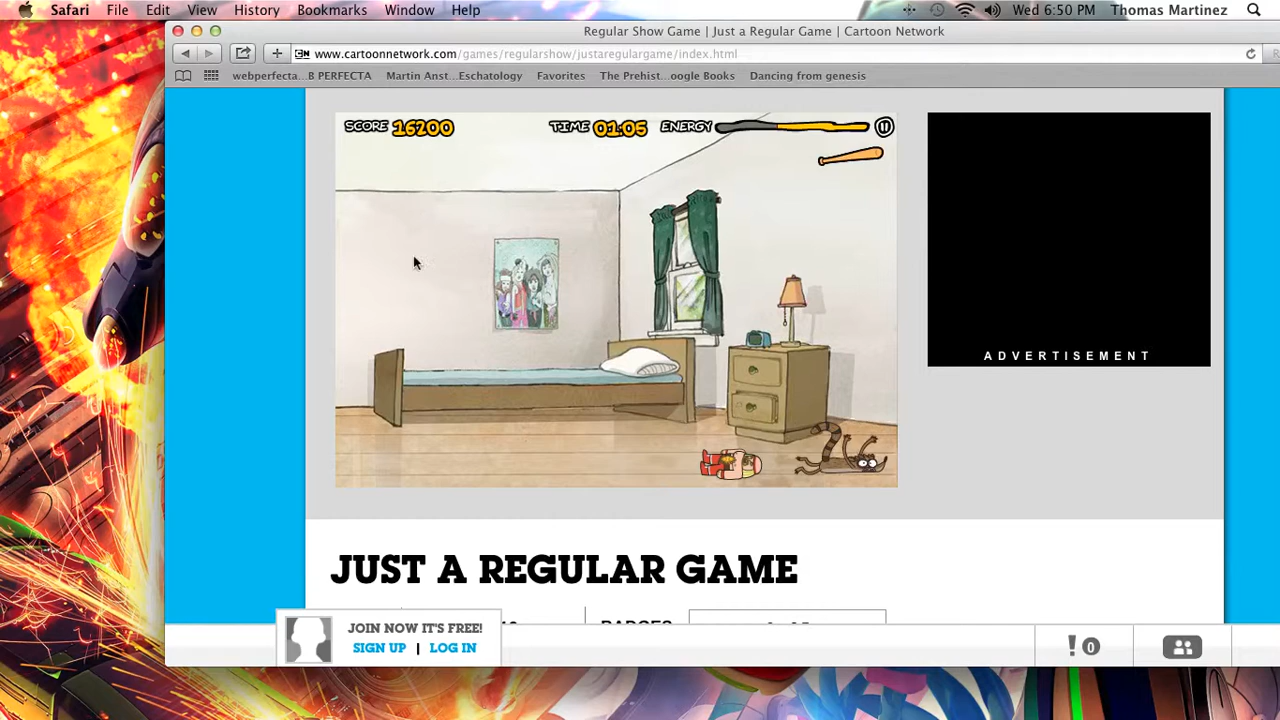 Safari File Edit View History Bookmarks Window Help Wed 6:50 PM Thomas Martinez
Regular Show Game | Just a Regular Game | Cartoon Network
www.cartoonnetwork.com/games/regularshow/justaregulargame/index.html
webperfecta...B PERFECTA Martin Anst...Eschatology Favorites The Prehist...oogle Books Dancing from genesis
SCORE 16200 TIME 01:05 ENERGY
ADVERTISEMENT
JUST A REGULAR GAME
BADGES
JOIN NOW IT'S FREE!
SIGN UP | LOG IN
0